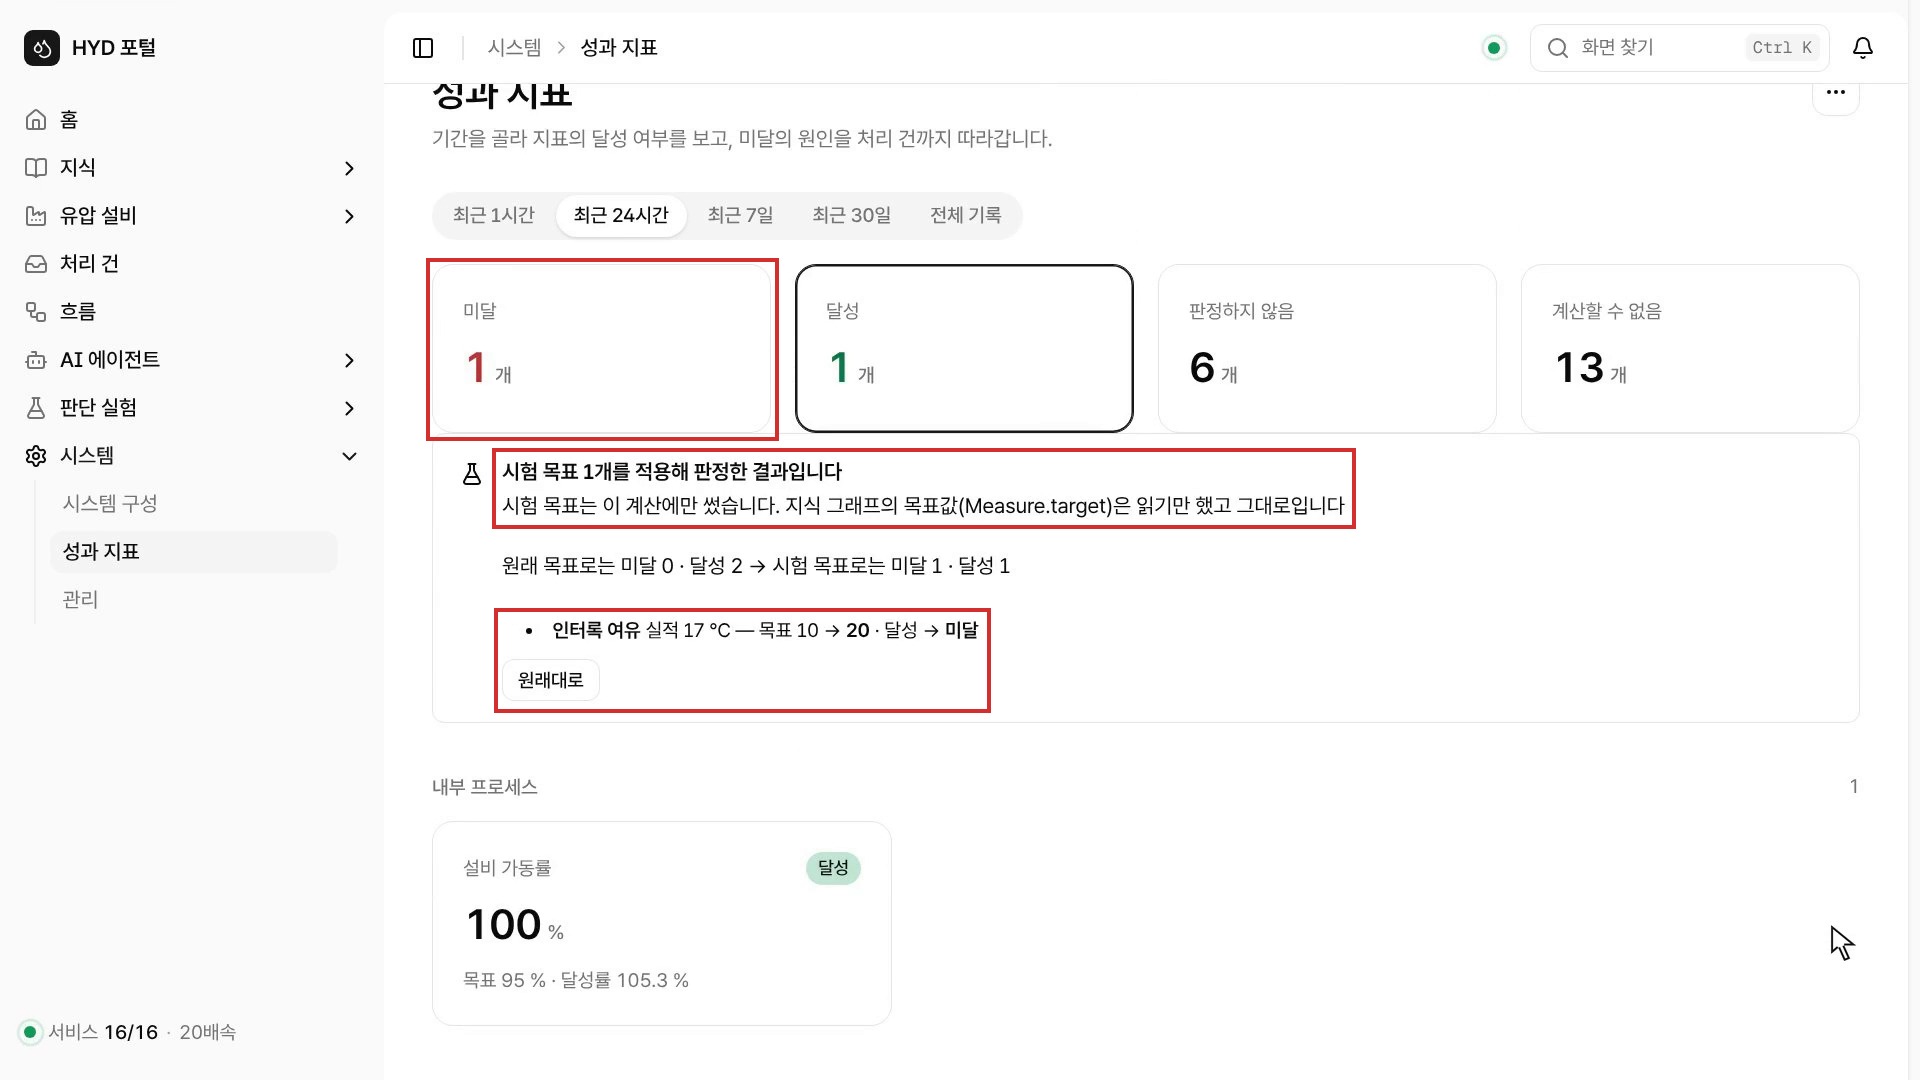 HYD 포털
시스템 > 성과 지표
화면 찾기
Ctrl K
홈
지식
유압 설비
처리 건
흐름
AI 에이전트
판단 실험
시스템
시스템 구성
성과 지표
관리
서비스 16/16 · 20배속
성과 지표
기간을 골라 지표의 달성 여부를 보고, 미달의 원인을 처리 건까지 따라갑니다.
최근 1시간
최근 24시간
최근 7일
최근 30일
전체 기록
미달
1 개
달성
1 개
판정하지 않음
6 개
계산할 수 없음
13 개
시험 목표 1개를 적용해 판정한 결과입니다
시험 목표는 이 계산에만 썼습니다. 지식 그래프의 목표값(Measure.target)은 읽기만 했고 그대로입니다
원래 목표로는 미달 0 · 달성 2 → 시험 목표로는 미달 1 · 달성 1
• 인터록 여유 실적 17 °C — 목표 10 → 20 · 달성 → 미달
원래대로
내부 프로세스
1
설비 가동률
달성
100 %
목표 95 % · 달성률 105.3 %